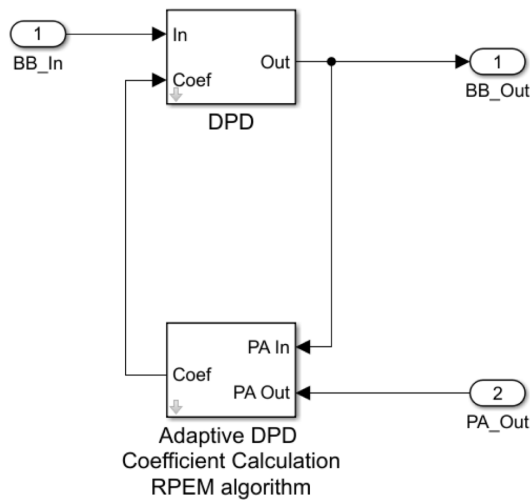 1
BB_In
In
Coef
Out
DPD
1
BB_Out
PA In
PA Out
Coef
2
PA_Out
Adaptive DPD
Coefficient Calculation
RPEM algorithm